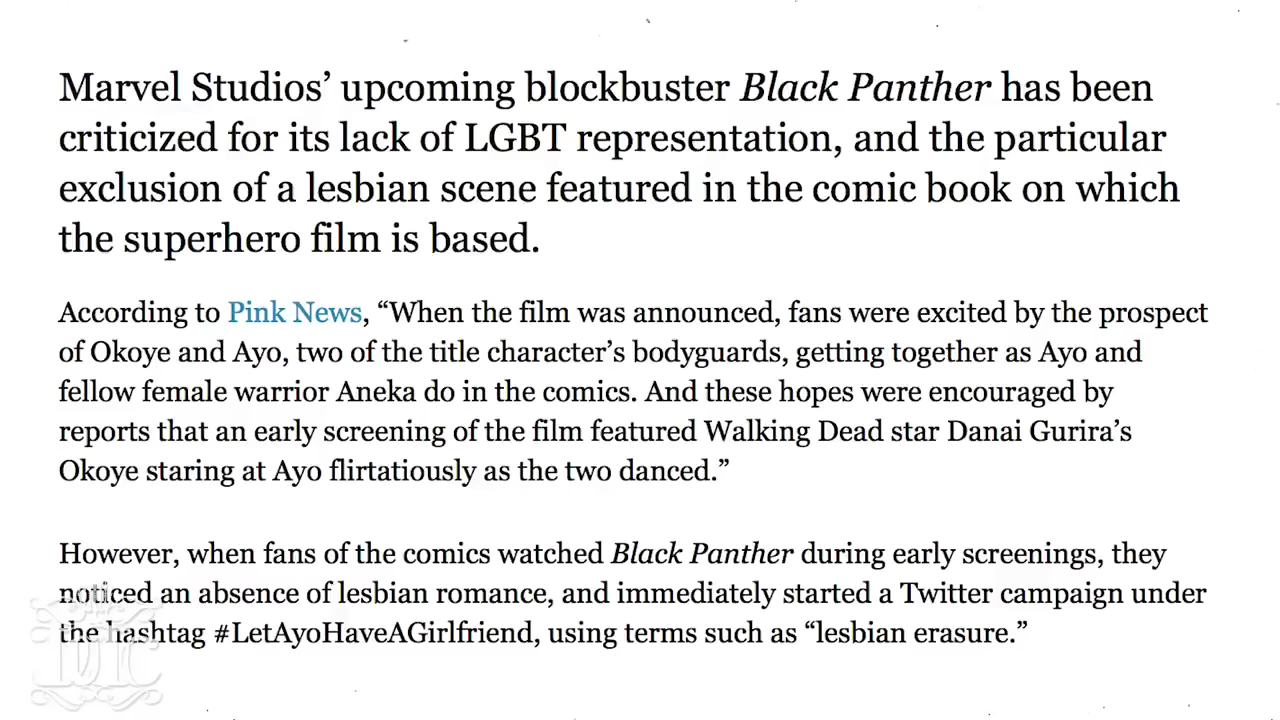 Marvel Studios’ upcoming blockbuster Black Panther has been
criticized for its lack of LGBT representation, and the particular
exclusion of a lesbian scene featured in the comic book on which
the superhero film is based.
According to Pink News, “When the film was announced, fans were excited by the prospect
of Okoye and Ayo, two of the title character’s bodyguards, getting together as Ayo and
fellow female warrior Aneka do in the comics. And these hopes were encouraged by
reports that an early screening of the film featured Walking Dead star Danai Gurira’s
Okoye staring at Ayo flirtatiously as the two danced.”
However, when fans of the comics watched Black Panther during early screenings, they
noticed an absence of lesbian romance, and immediately started a Twitter campaign under
the hashtag #LetAyoHaveAGirlfriend, using terms such as “lesbian erasure.”